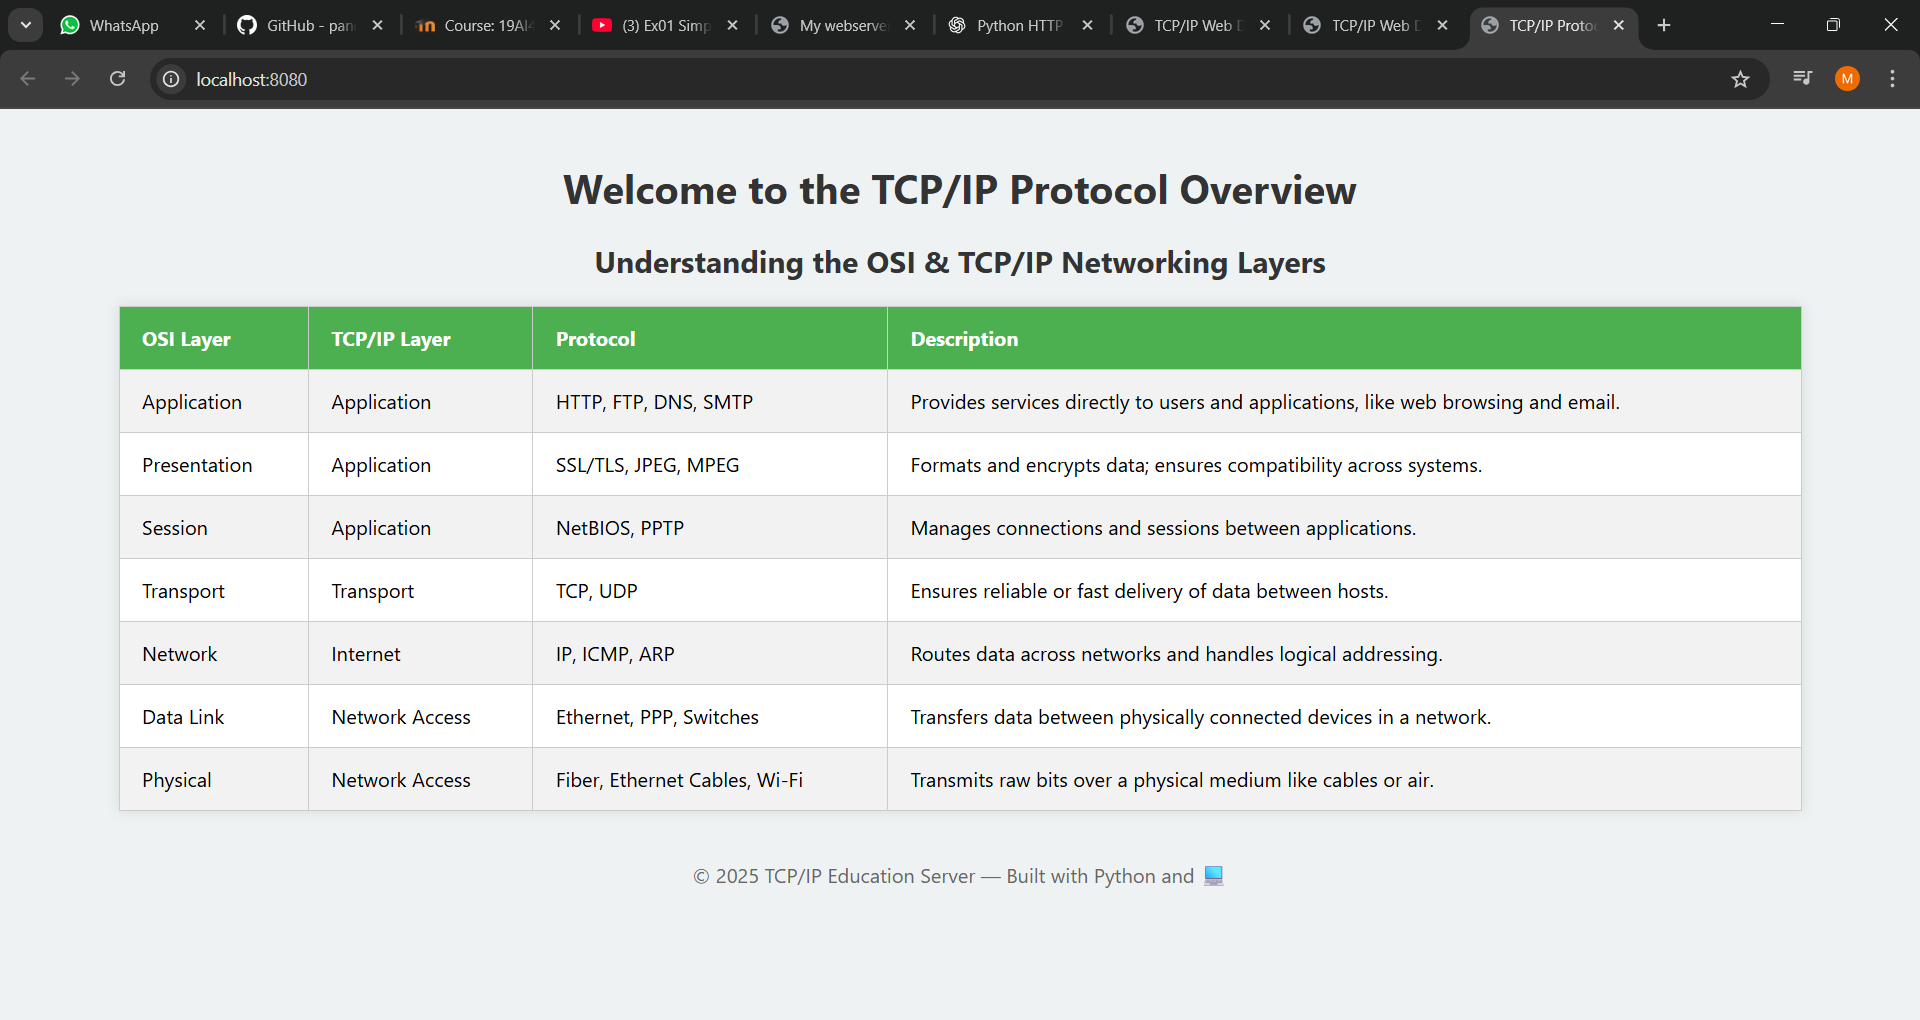 WhatsApp
GitHub - pan
Course: 19AI4
(3) Ex01 Simp
My webserve
Python HTTP
TCP/IP Web D
TCP/IP Web D
TCP/IP Proto
localhost:8080
M
Welcome to the TCP/IP Protocol Overview
Understanding the OSI & TCP/IP Networking Layers
OSI Layer TCP/IP Layer Protocol Description
Application Application HTTP, FTP, DNS, SMTP Provides services directly to users and applications, like web browsing and email.
Presentation Application SSL/TLS, JPEG, MPEG Formats and encrypts data; ensures compatibility across systems.
Session Application NetBIOS, PPTP Manages connections and sessions between applications.
Transport Transport TCP, UDP Ensures reliable or fast delivery of data between hosts.
Network Internet IP, ICMP, ARP Routes data across networks and handles logical addressing.
Data Link Network Access Ethernet, PPP, Switches Transfers data between physically connected devices in a network.
Physical Network Access Fiber, Ethernet Cables, Wi-Fi Transmits raw bits over a physical medium like cables or air.
© 2025 TCP/IP Education Server — Built with Python and 💻